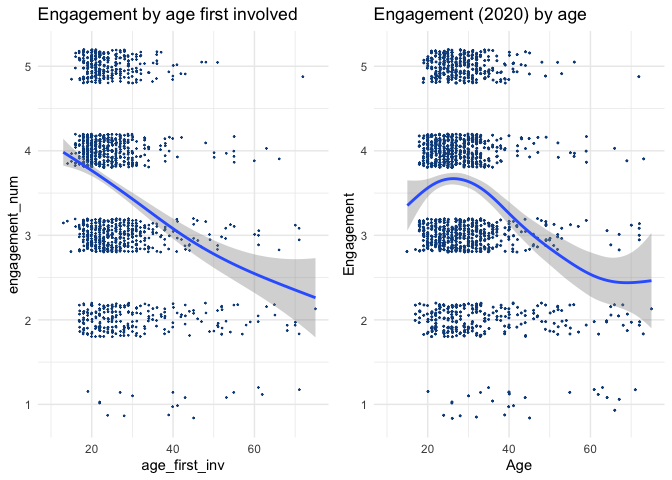 Engagement by age first involved
engagement_num
5
4
3
2
1
20
40
60
age_first_inv
Engagement (2020) by age
Engagement
5
4
3
2
1
20
40
60
Age